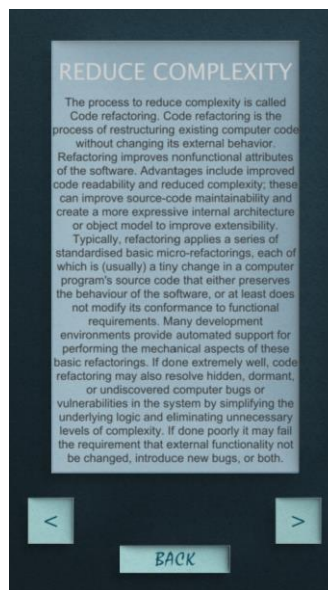 REDUCE COMPLEXITY
The process to reduce complexity is called
Code refactoring. Code refactoring is the
process of restructuring existing computer code
without changing its external behavior.
Refactoring improves nonfunctional attributes
of the software. Advantages include improved
code readability and reduced complexity; these
can improve source-code maintainability and
create a more expressive internal architecture
or object model to improve extensibility.
Typically, refactoring applies a series of
standardised basic micro-refactorings, each of
which is (usually) a tiny change in a computer
program's source code that either preserves
the behaviour of the software, or at least does
not modify its conformance to functional
requirements. Many development
environments provide automated support for
performing the mechanical aspects of these
basic refactorings. If done extremely well, code
refactoring may also resolve hidden, dormant,
or undiscovered computer bugs or
vulnerabilities in the system by simplifying the
underlying logic and eliminating unnecessary
levels of complexity. If done poorly it may fail
the requirement that external functionality not
be changed, introduce new bugs, or both.
< >
BACK